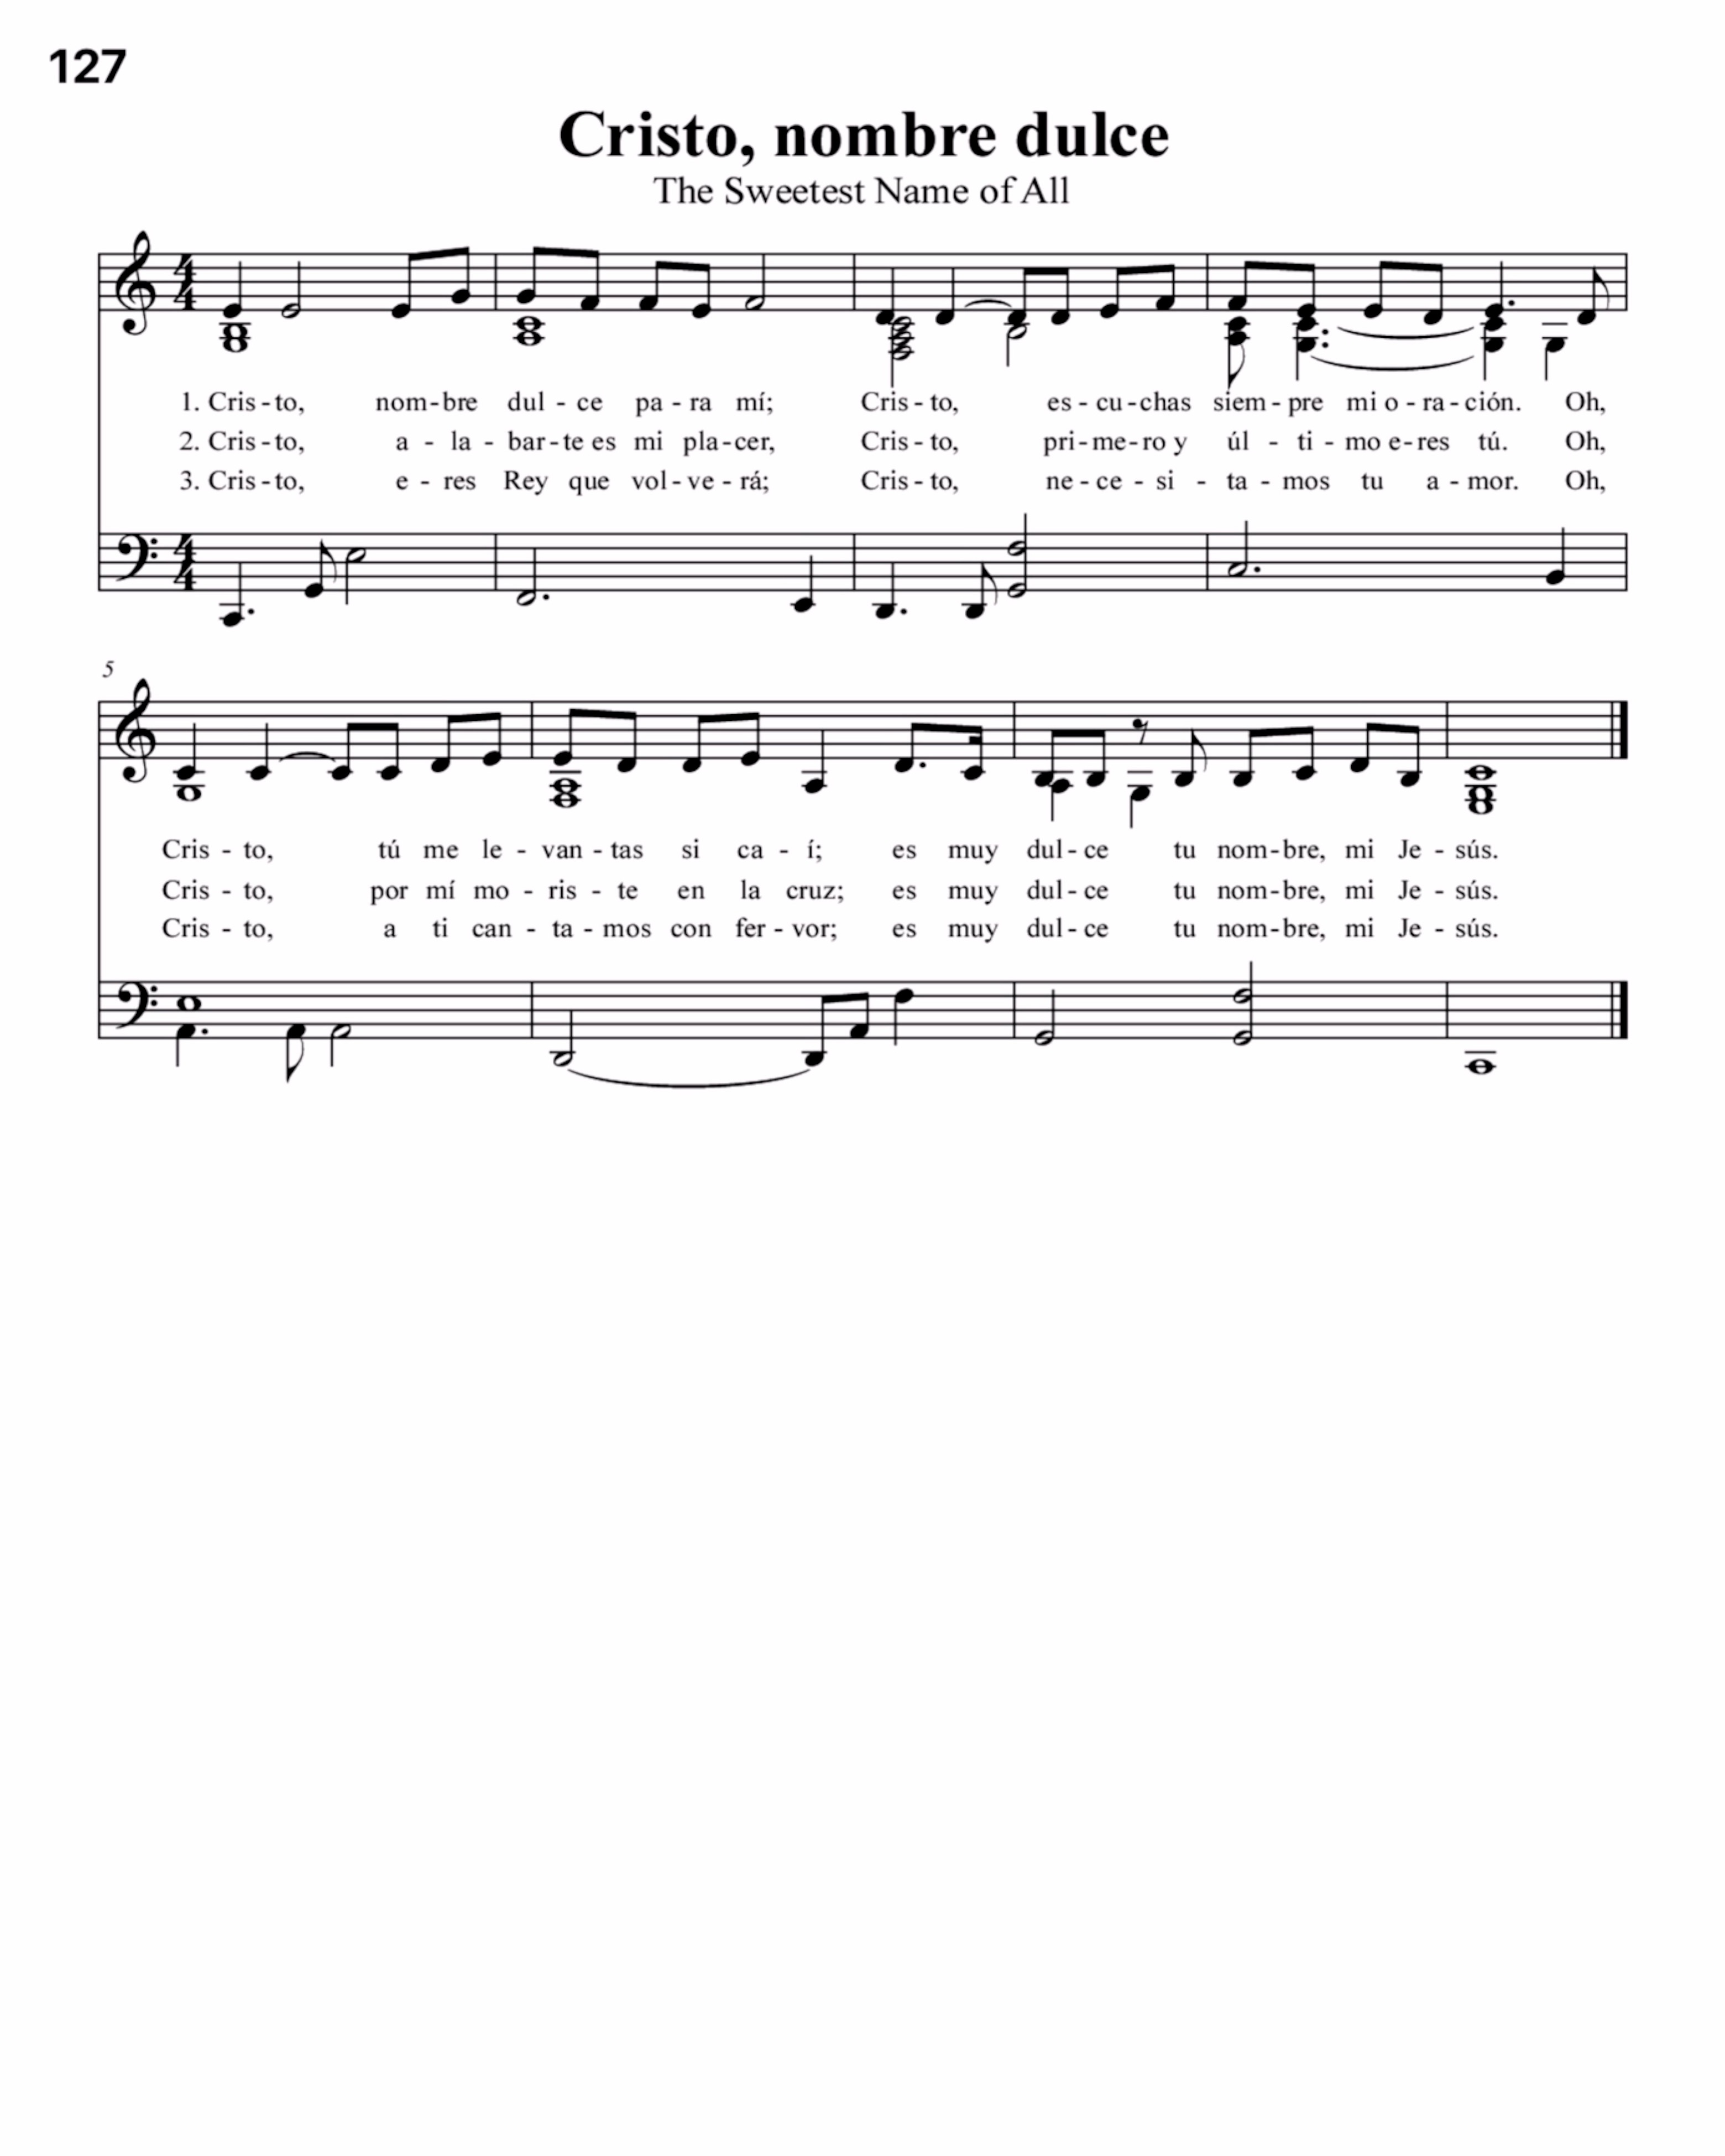 127
Cristo, nombre dulce
The Sweetest Name of All
1. Cris - to, nom - bre dul - ce pa - ra mí; Cris - to, es - cu - chas siem - pre mi o - ra - ción. Oh,
2. Cris - to, a - la - bar - te es mi pla - cer, Cris - to, pri - me - ro y úl - ti - mo e - res tú. Oh,
3. Cris - to, e - res Rey que vol - ve - rá; Cris - to, ne - ce - si - ta - mos tu a - mor. Oh,
5
Cris - to, tú me le - van - tas si ca - í; es muy dul - ce tu nom - bre, mi Je - sús.
Cris - to, por mí mo - ris - te en la cruz; es muy dul - ce tu nom - bre, mi Je - sús.
Cris - to, a ti can - ta - mos con fer - vor; es muy dul - ce tu nom - bre, mi Je - sús.